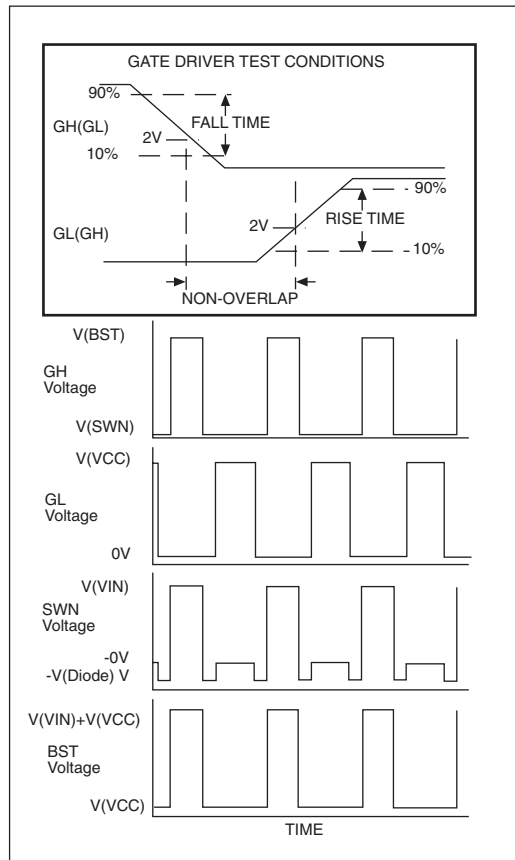 GATE DRIVER TEST CONDITIONS
90%
FALL TIME
GH(GL)
2V
10%
90%
RISE TIME
2V
GL(GH)
10%
NON-OVERLAP
V(BST)
GH
Voltage
V(SWN)
V(VCC)
GL
Voltage
0V
V(VIN)
SWN
Voltage
-0V
-V(Diode) V
V(VIN)+V(VCC)
BST
Voltage
V(VCC)
TIME